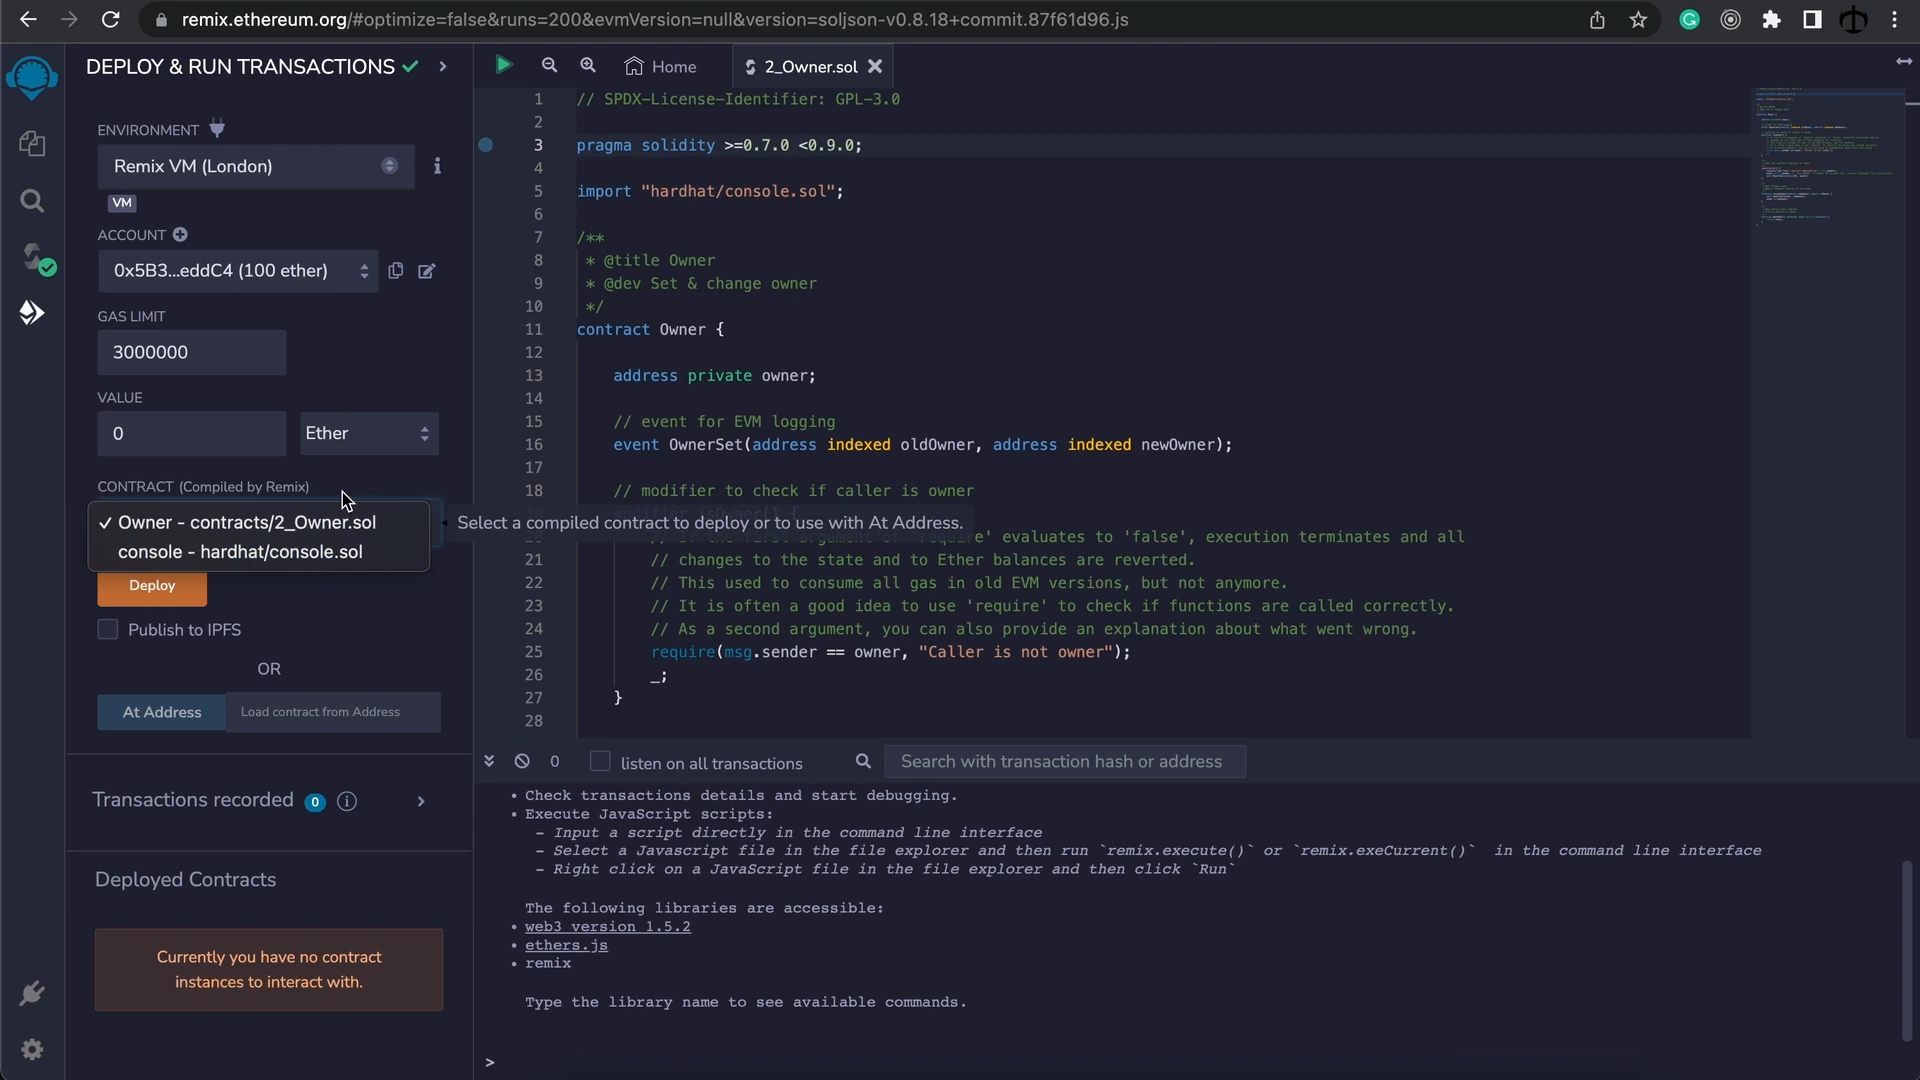 remix.ethereum.org/#optimize=false&runs=200&evmVersion=null&version=soljson-v0.8.18+commit.87f61d96.js
DEPLOY & RUN TRANSACTIONS
ENVIRONMENT
Remix VM (London)
VM
ACCOUNT
0x5B3...eddC4 (100 ether)
GAS LIMIT
3000000
VALUE
0
Ether
CONTRACT (Compiled by Remix)
Owner - contracts/2_Owner.sol
console - hardhat/console.sol
Select a compiled contract to deploy or to use with At Address.
Deploy
Publish to IPFS
OR
At Address
Load contract from Address
Transactions recorded 0
Deployed Contracts
Currently you have no contract
instances to interact with.
Home
2_Owner.sol
1 // SPDX-License-Identifier: GPL-3.0
2
3 pragma solidity >=0.7.0 <0.9.0;
4
5 import "hardhat/console.sol";
6
7 /**
8 * @title Owner
9 * @dev Set & change owner
10 */
11 contract Owner {
12
13 address private owner;
14
15 // event for EVM logging
16 event OwnerSet(address indexed oldOwner, address indexed newOwner);
17
18 // modifier to check if caller is owner
modifier isOwner() {
// If the first argument of 'require' evaluates to 'false', execution terminates and all
21 // changes to the state and to Ether balances are reverted.
22 // This used to consume all gas in old EVM versions, but not anymore.
23 // It is often a good idea to use 'require' to check if functions are called correctly.
24 // As a second argument, you can also provide an explanation about what went wrong.
25 require(msg.sender == owner, "Caller is not owner");
26 _;
27 }
28
0
listen on all transactions
Search with transaction hash or address
• Check transactions details and start debugging.
• Execute JavaScript scripts:
- Input a script directly in the command line interface
- Select a Javascript file in the file explorer and then run `remix.execute()` or `remix.exeCurrent()` in the command line interface
- Right click on a JavaScript file in the file explorer and then click `Run`
The following libraries are accessible:
• web3 version 1.5.2
• ethers.js
• remix
Type the library name to see available commands.
>